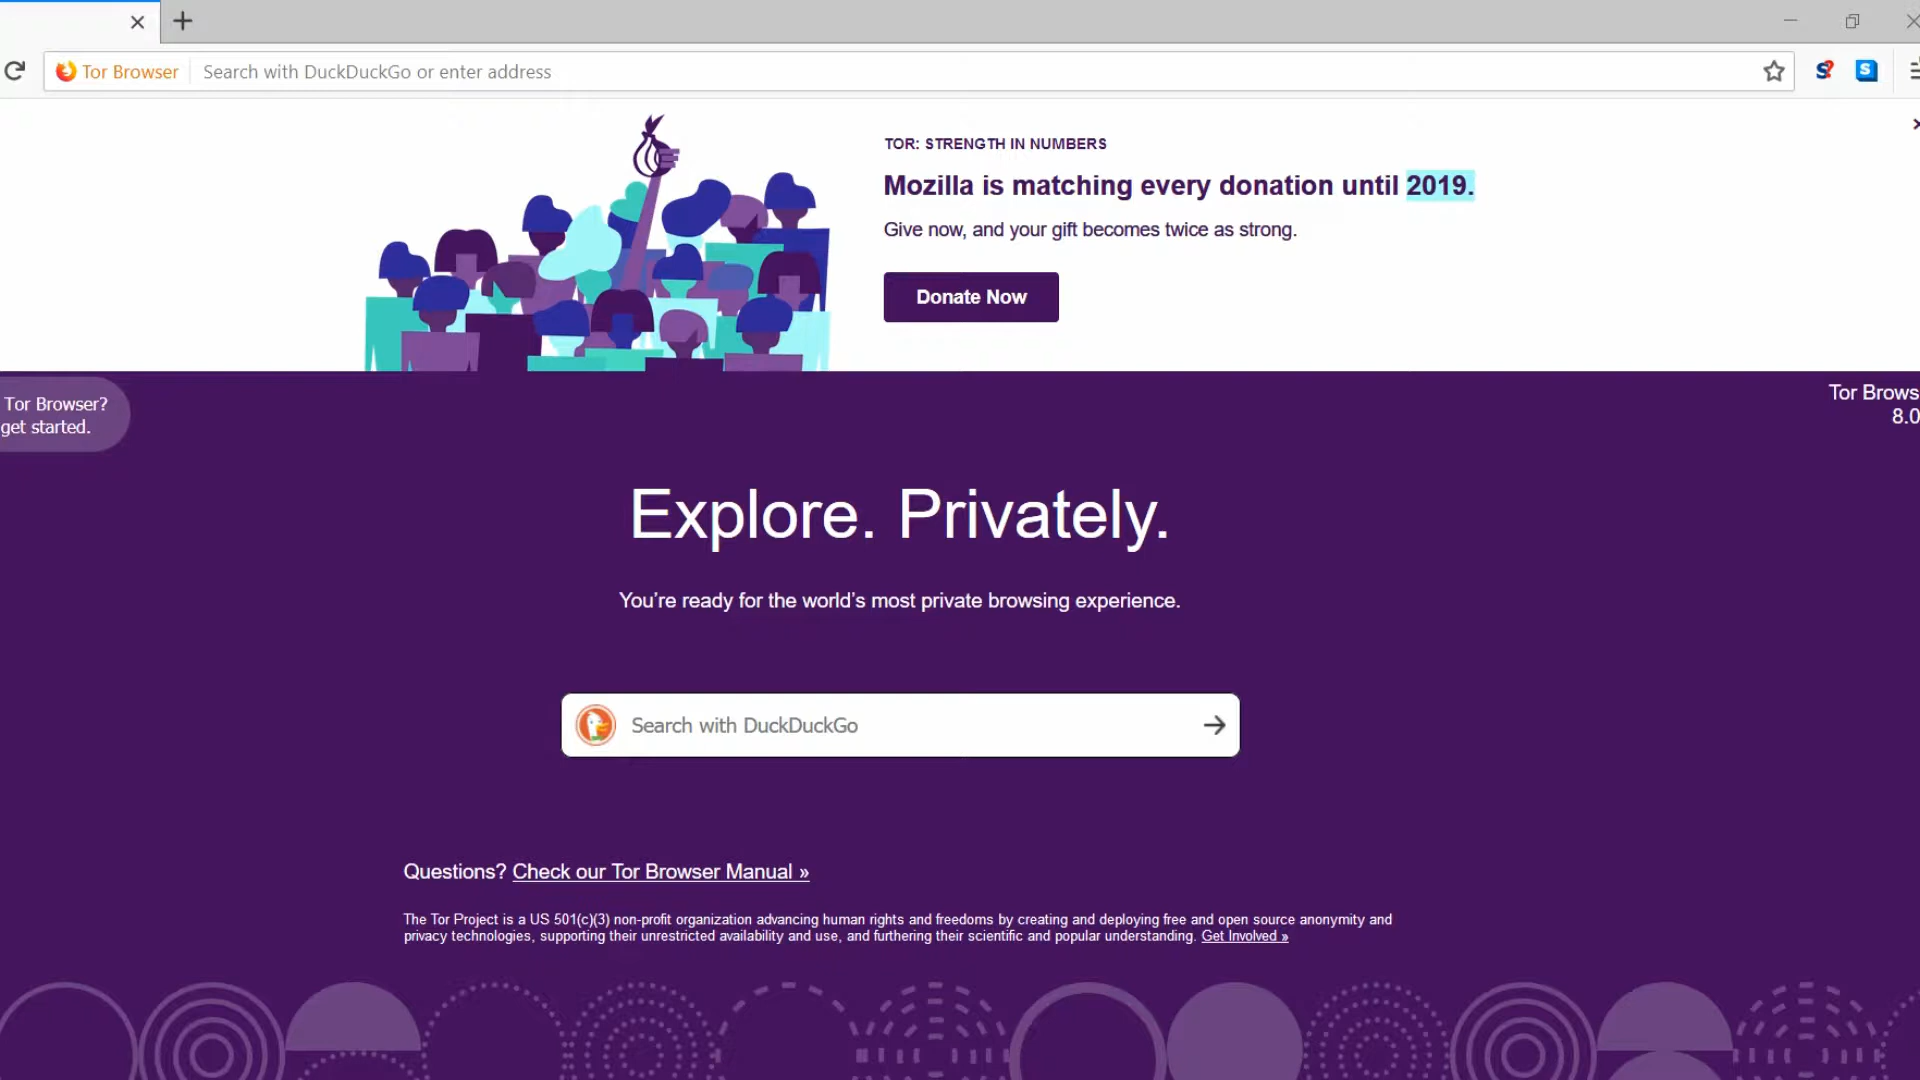 Tor Browser
Search with DuckDuckGo or enter address
TOR: STRENGTH IN NUMBERS
Mozilla is matching every donation until 2019.
Give now, and your gift becomes twice as strong.
Donate Now
Tor Browser?
get started.
Tor Brows
8.0
Explore. Privately.
You’re ready for the world’s most private browsing experience.
Search with DuckDuckGo
Questions? Check our Tor Browser Manual »
The Tor Project is a US 501(c)(3) non-profit organization advancing human rights and freedoms by creating and deploying free and open source anonymity and
privacy technologies, supporting their unrestricted availability and use, and furthering their scientific and popular understanding. Get Involved »